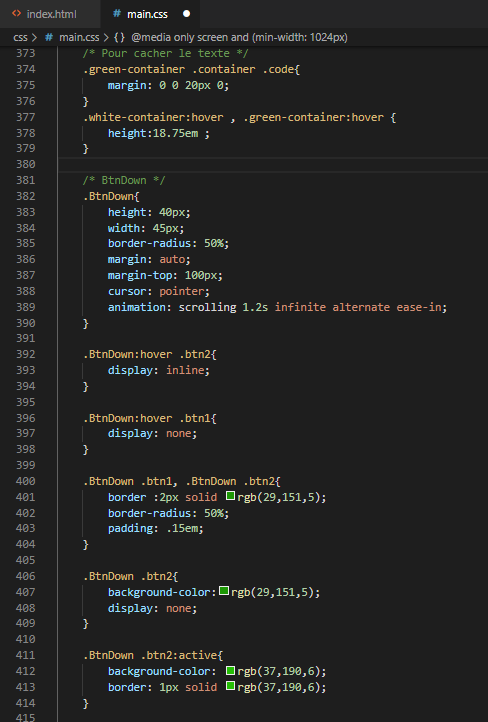 <> index.html
# main.css ●
css > # main.css > {} @media only screen and (min-width: 1024px)
373 /* Pour cacher le texte */
374 .green-container .container .code{
375 margin: 0 0 20px 0;
376 }
377 .white-container:hover , .green-container:hover {
378 height:18.75em ;
379 }
380
381 /* BtnDown */
382 .BtnDown{
383 height: 40px;
384 width: 45px;
385 border-radius: 50%;
386 margin: auto;
387 margin-top: 100px;
388 cursor: pointer;
389 animation: scrolling 1.2s infinite alternate ease-in;
390 }
391
392 .BtnDown:hover .btn2{
393 display: inline;
394 }
395
396 .BtnDown:hover .btn1{
397 display: none;
398 }
399
400 .BtnDown .btn1, .BtnDown .btn2{
401 border :2px solid rgb(29,151,5);
402 border-radius: 50%;
403 padding: .15em;
404 }
405
406 .BtnDown .btn2{
407 background-color:rgb(29,151,5);
408 display: none;
409 }
410
411 .BtnDown .btn2:active{
412 background-color: rgb(37,190,6);
413 border: 1px solid rgb(37,190,6);
414 }
415